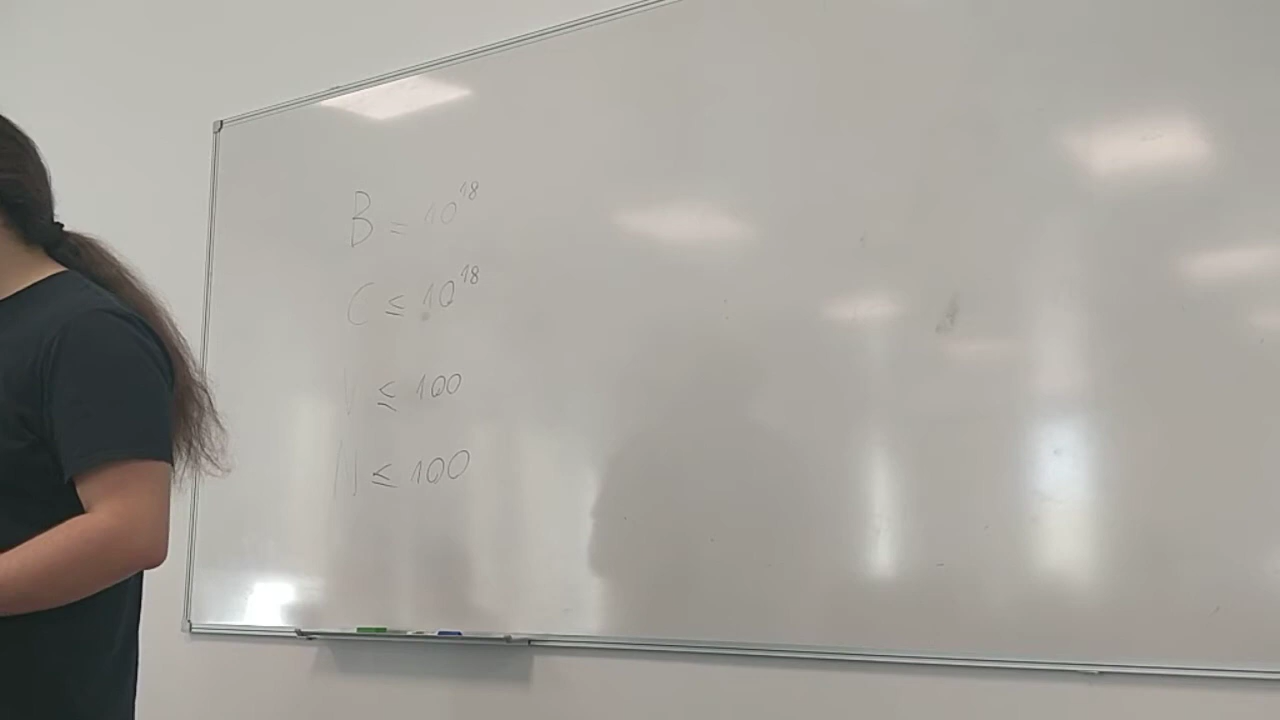 B = 10^18
C ≤ 10^18
V ≤ 100
N ≤ 100